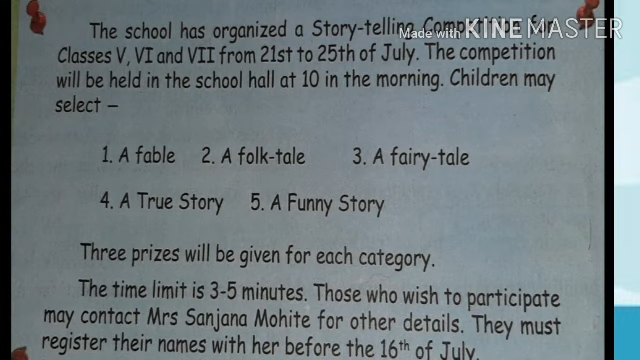 Made with KINEMASTER
The school has organized a Story-telling Competition for
Classes V, VI and VII from 21st to 25th of July. The competition
will be held in the school hall at 10 in the morning. Children may
select –
1. A fable 2. A folk-tale 3. A fairy-tale
4. A True Story 5. A Funny Story
Three prizes will be given for each category.
The time limit is 3-5 minutes. Those who wish to participate
may contact Mrs Sanjana Mohite for other details. They must
register their names with her before the 16th of July.